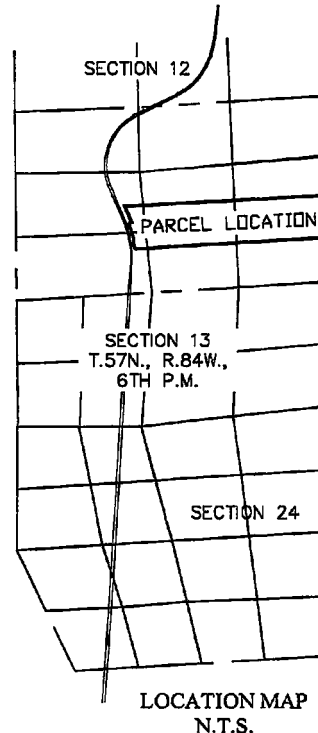 SECTION 12
PARCEL LOCATION
SECTION 13
T.57N., R.84W.,
6TH P.M.
SECTION 24
LOCATION MAP
N.T.S.